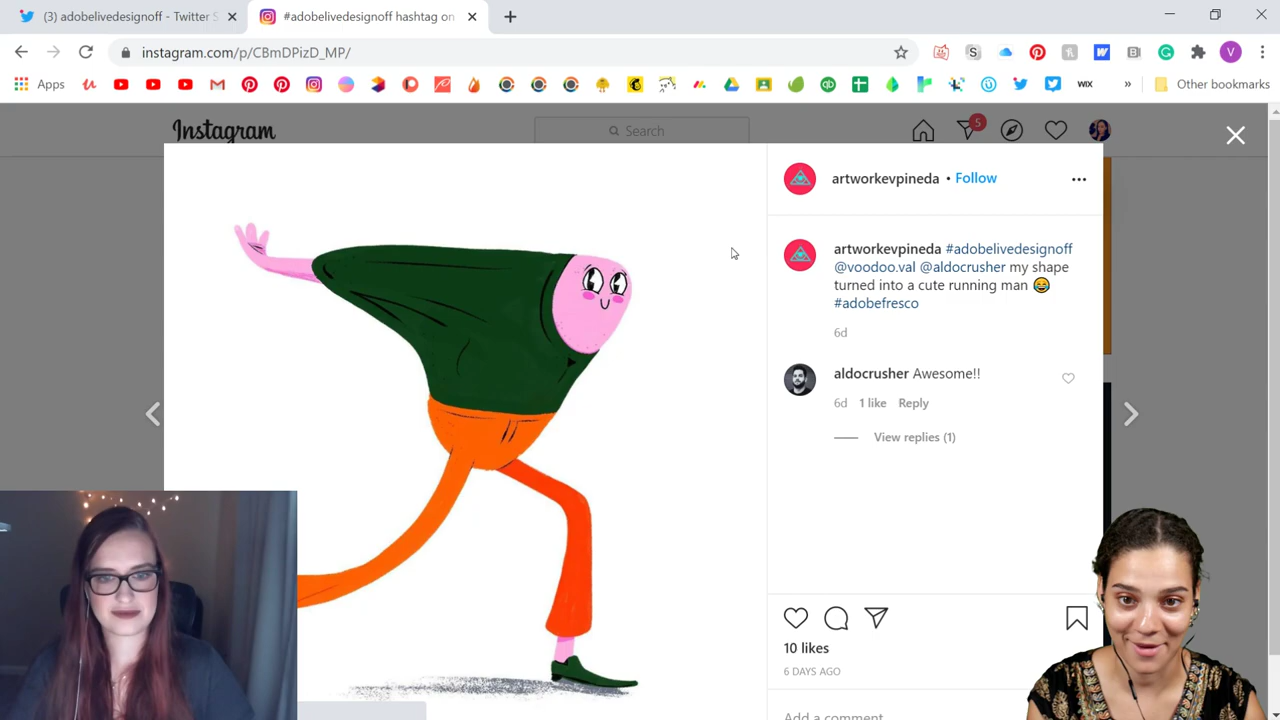 (3) adobelivedesignoff - Twitter S
#adobelivedesignoff hashtag on
instagram.com/p/CBmDPizD_MP/
V
Apps
WIX
»
Other bookmarks
Instagram
Search
5
artworkevpineda • Follow
artworkevpineda #adobelivedesignoff
@voodoo.val @aldocrusher my shape
turned into a cute running man 😂
#adobefresco
6d
aldocrusher Awesome!!
6d 1 like Reply
View replies (1)
10 likes
6 DAYS AGO
Add a comment